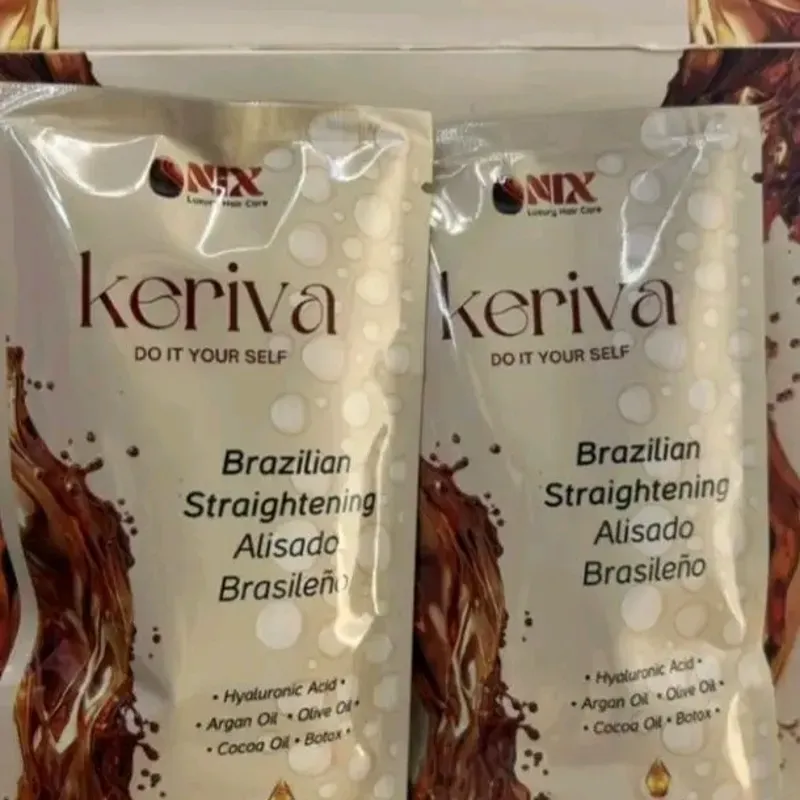 ONIX
Luxury Hair Care
keriva
DO IT YOUR SELF
Brazilian
Straightening
Alisado
Brasileño
• Hyaluronic Acid •
• Argan Oil • Olive Oil •
• Cocoa Oil • Botox •
ONIX
Luxury Hair Care
keriva
DO IT YOUR SELF
Brazilian
Straightening
Alisado
Brasileño
• Hyaluronic Acid •
• Argan Oil • Olive Oil •
• Cocoa Oil • Botox •